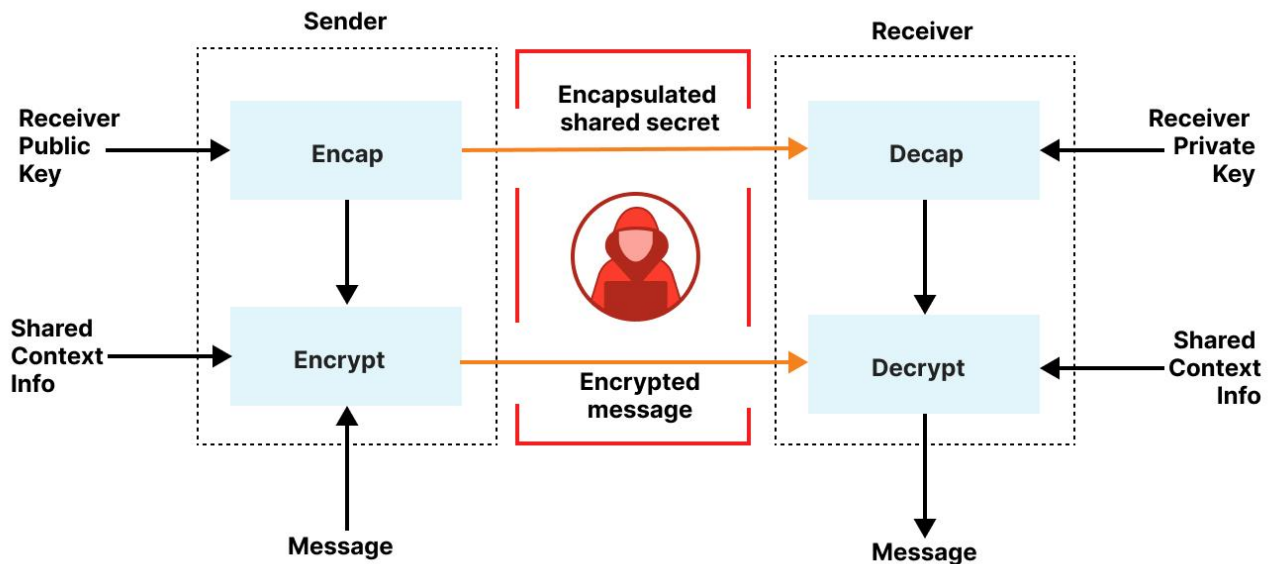 Sender
Receiver
Receiver
Public
Key
Encap
Encapsulated
shared secret
Decap
Receiver
Private
Key
Shared
Context
Info
Encrypt
Encrypted
message
Decrypt
Shared
Context
Info
Message
Message